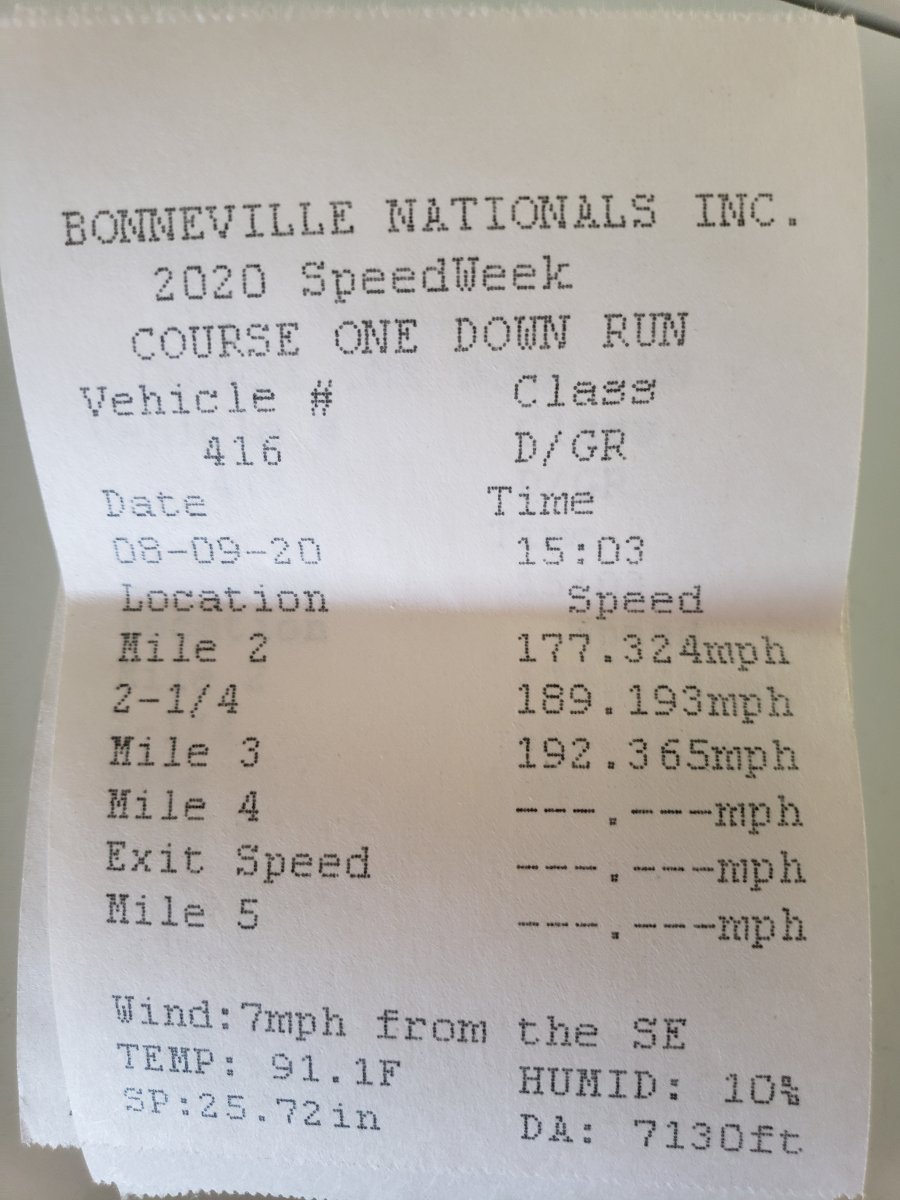 BONNEVILLE NATIONALS INC.
2020 SpeedWeek
COURSE ONE DOWN RUN
Vehicle # Class
416 D/GR
Date Time
08-09-20 15:03
Location Speed
Mile 2 177.324mph
2-1/4 189.193mph
Mile 3 192.365mph
Mile 4 ---.---mph
Exit Speed ---.---mph
Mile 5 ---.---mph
Wind:7mph from the SE
TEMP: 91.1F HUMID: 10%
SP:25.72in DA: 7130ft